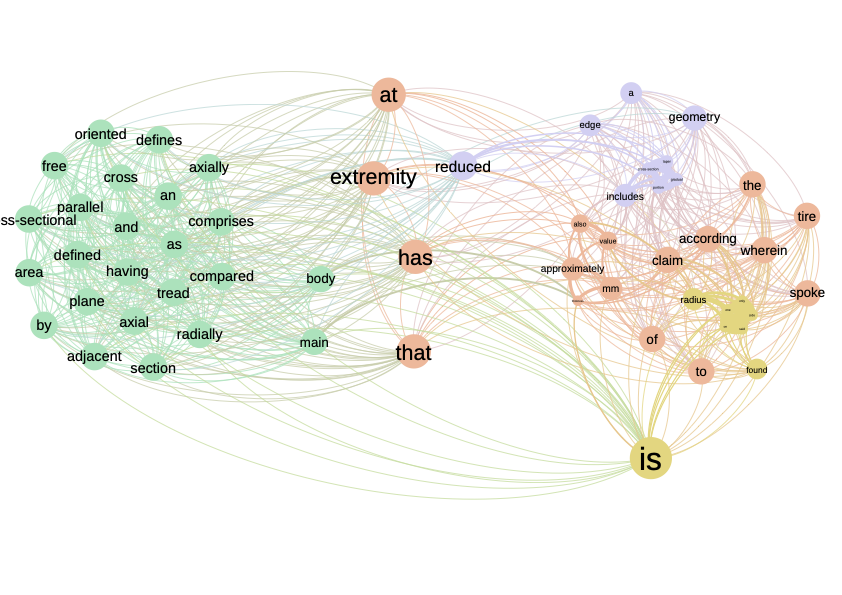 at
a
geometry
edge
oriented
defines
free
cross
axially
an
extremity
reduced
includes
the
parallel
ss-sectional
and
comprises
also
tire
as
value
according
wherein
defined
has
claim
area
having
compared
body
approximately
mm
tread
plane
radius
spoke
by
axial
radially
main
of
that
adjacent
section
to
found
is